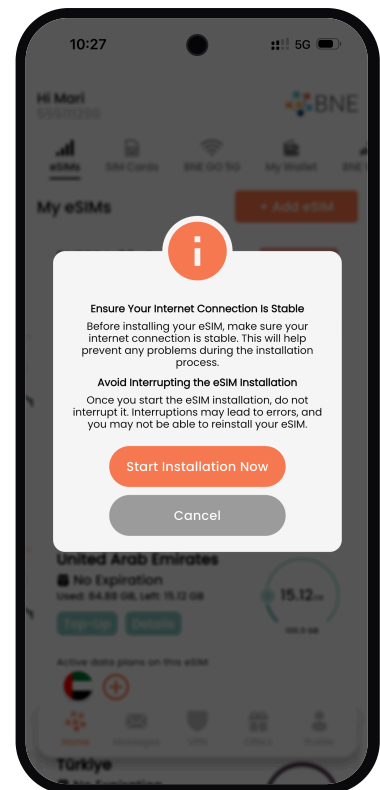 10:27
5G
Hi Mari
BNE
eSIMs
SIM Cards
BNE GO 5G
My Wallet
My eSIMs
+ Add eSIM
Ensure Your Internet Connection Is Stable
Before installing your eSIM, make sure your
internet connection is stable. This will help
prevent any problems during the installation
process.
Avoid Interrupting the eSIM Installation
Once you start the eSIM installation, do not
interrupt it. Interruptions may lead to errors, and
you may not be able to reinstall your eSIM.
Start Installation Now
Cancel
United Arab Emirates
No Expiration
Used: 84.88 GB, Left: 15.12 GB
15.12
Top-Up
Details
100.0 GB
Active data plans on this eSIM
Home
Messages
VPN
Offers
Profile
Türkiye
No Expiration